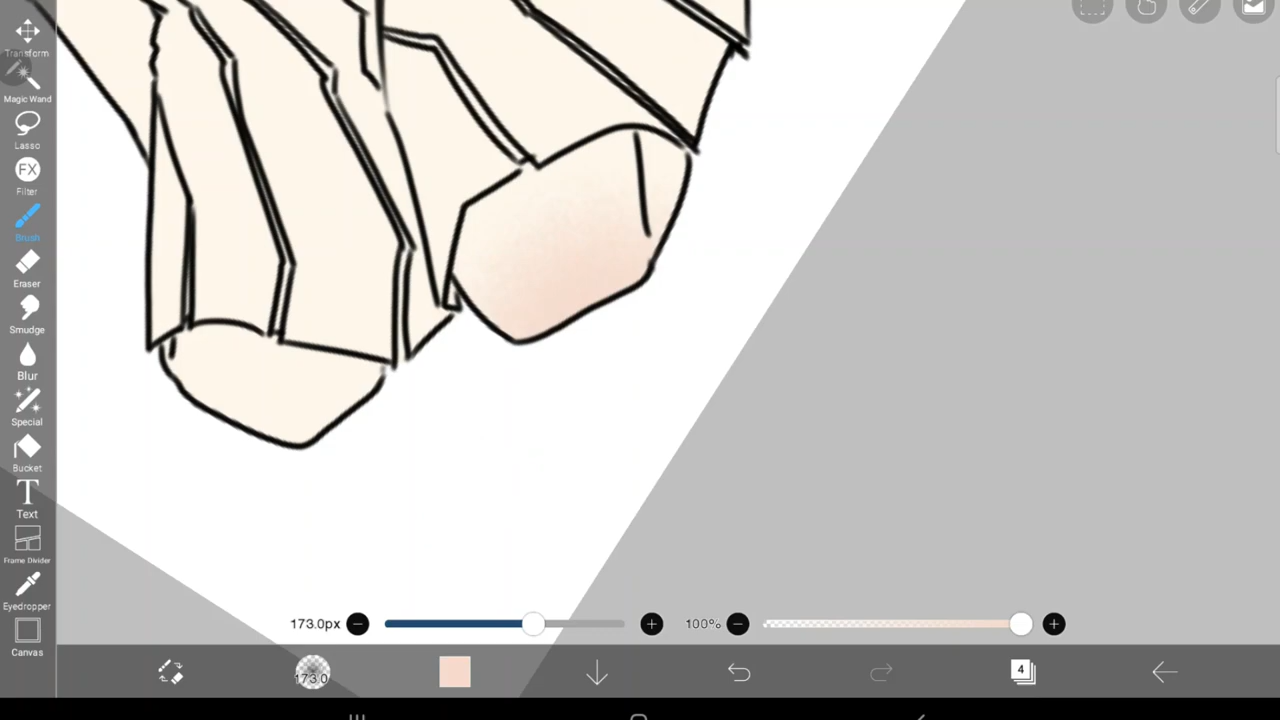 Transform
Magic Wand
Lasso
FX
Filter
Brush
Eraser
Smudge
Blur
Special
Bucket
T
Text
Frame Divider
Eyedropper
Canvas
173.0px
100%
173.0
4